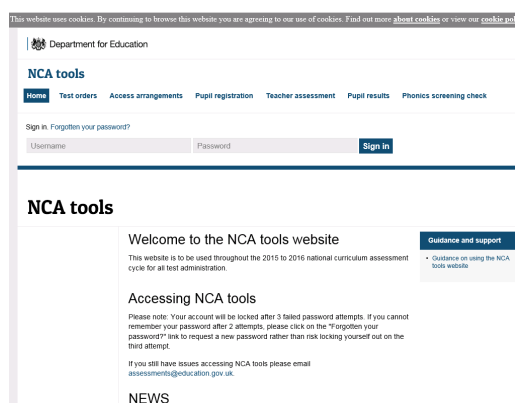 This website uses cookies. By continuing to browse this website you are agreeing to our use of cookies. Find out more about cookies or view our cookie pol
Department for Education
NCA tools
Home Test orders Access arrangements Pupil registration Teacher assessment Pupil results Phonics screening check
Sign in. Forgotten your password?
Username Password Sign in
NCA tools
Welcome to the NCA tools website
This website is to be used throughout the 2015 to 2016 national curriculum assessment
cycle for all test administration.
Guidance and support
• Guidance on using the NCA
tools website
Accessing NCA tools
Please note: Your account will be locked after 3 failed password attempts. If you cannot
remember your password after 2 attempts, please click on the "Forgotten your
password?" link to request a new password rather than risk locking yourself out on the
third attempt.
If you still have issues accessing NCA tools please email
assessments@education.gov.uk.
NEWS